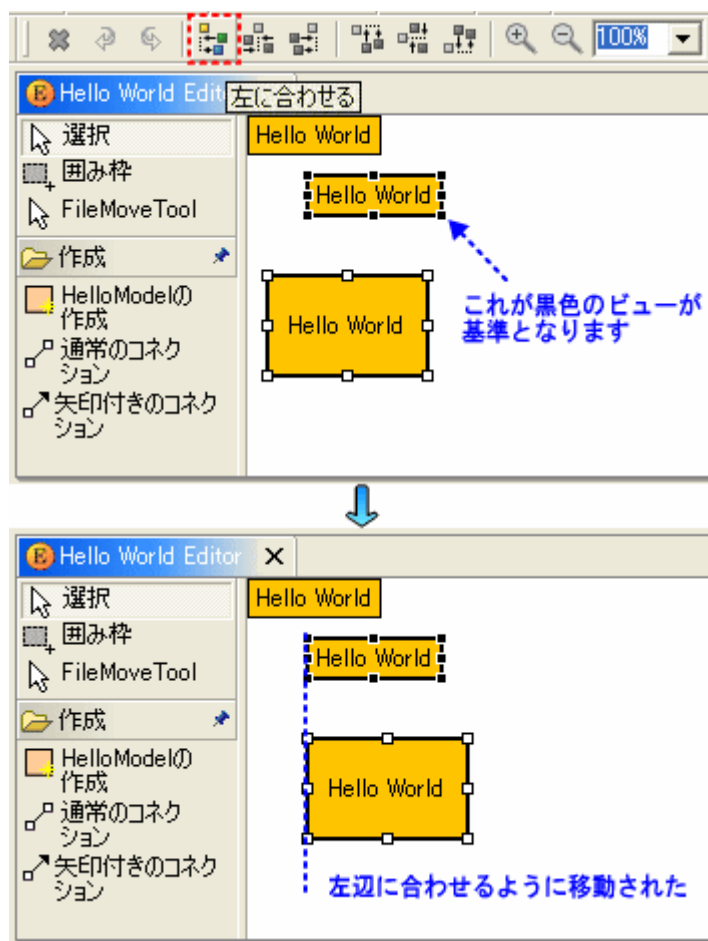 100%
Hello World Edit
左に合わせる
選択
囲み枠
FileMoveTool
作成
HelloModelの
作成
通常のコネク
ション
矢印付きのコネク
ション
Hello World
Hello World
Hello World
これが黒色のビューが
基準となります
Hello World Editor
選択
囲み枠
FileMoveTool
作成
HelloModelの
作成
通常のコネク
ション
矢印付きのコネク
ション
Hello World
Hello World
Hello World
左辺に合わせるように移動された